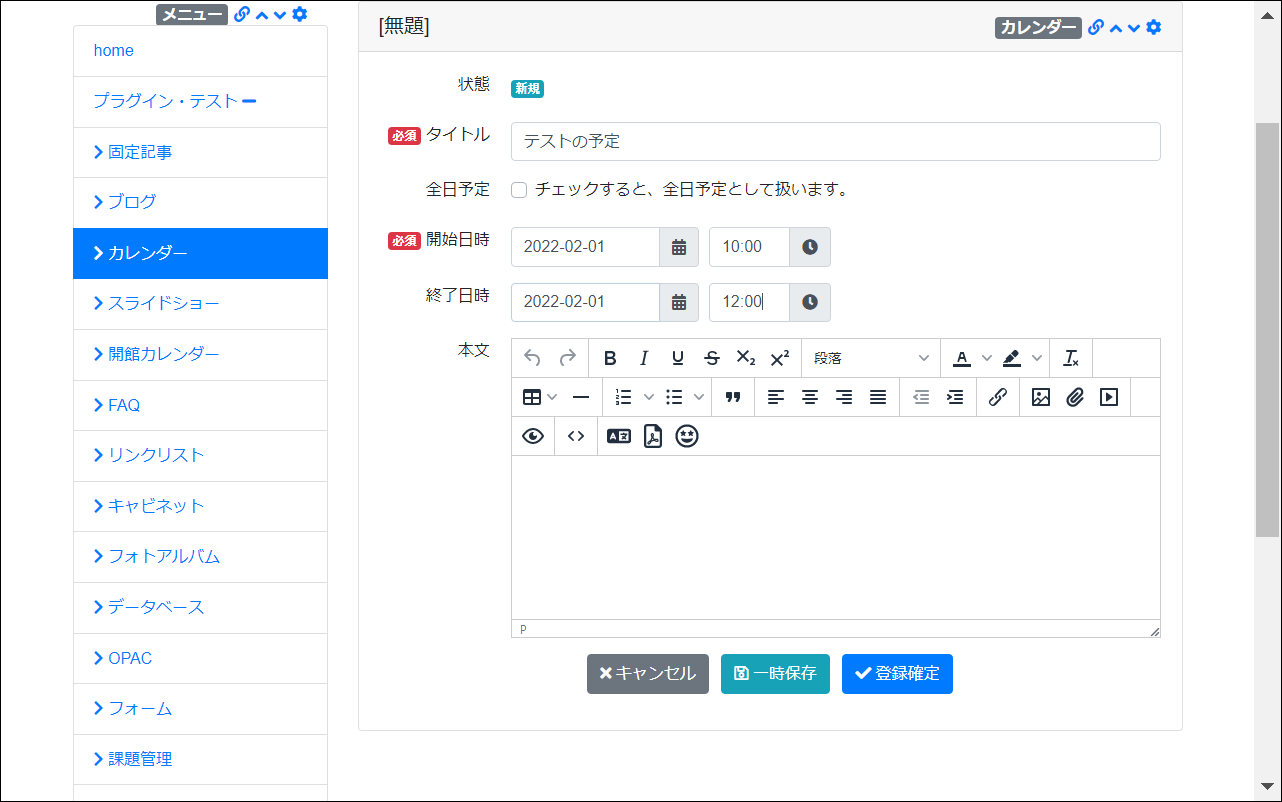 メニュー
home
プラグイン・テスト
固定記事
ブログ
カレンダー
スライドショー
開館カレンダー
FAQ
リンクリスト
キャビネット
フォトアルバム
データベース
OPAC
フォーム
課題管理
[無題]
カレンダー
状態 新規
必須 タイトル テストの予定
全日予定 チェックすると、全日予定として扱います。
必須 開始日時 2022-02-01 10:00
終了日時 2022-02-01 12:00
本文
B I U S X₂ X² 段落 A Tx
P
キャンセル 一時保存 登録確定